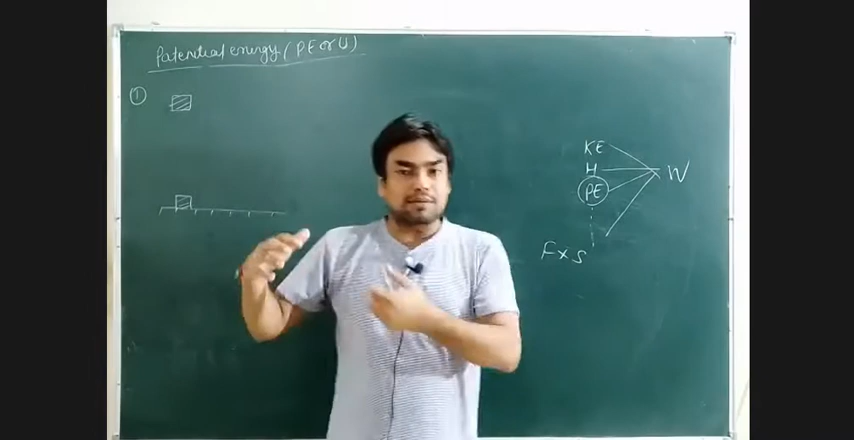 Potential energy (PE or U)
①
KE
H
PE
W
F×S